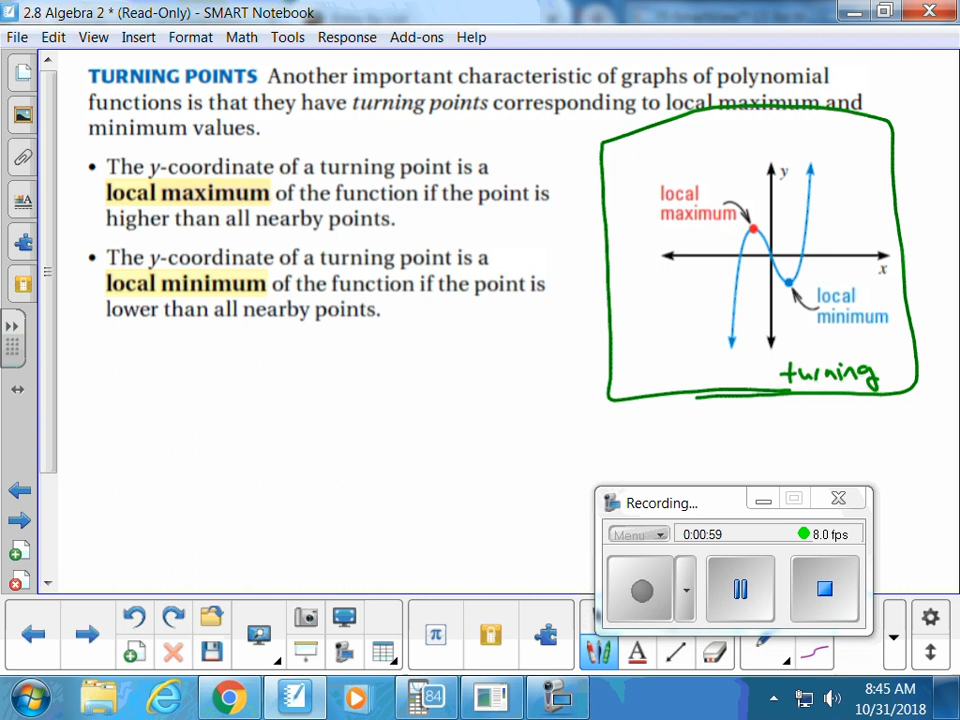 2.8 Algebra 2 * (Read-Only) - SMART Notebook
File Edit View Insert Format Math Tools Response Add-ons Help
TURNING POINTS Another important characteristic of graphs of polynomial
functions is that they have turning points corresponding to local maximum and
minimum values.
• The y-coordinate of a turning point is a
local maximum of the function if the point is
higher than all nearby points.
• The y-coordinate of a turning point is a
local minimum of the function if the point is
lower than all nearby points.
y
local
maximum
x
local
minimum
turning
Recording...
Menu 0:00:59 8.0 fps
π
A
84
8:45 AM
10/31/2018